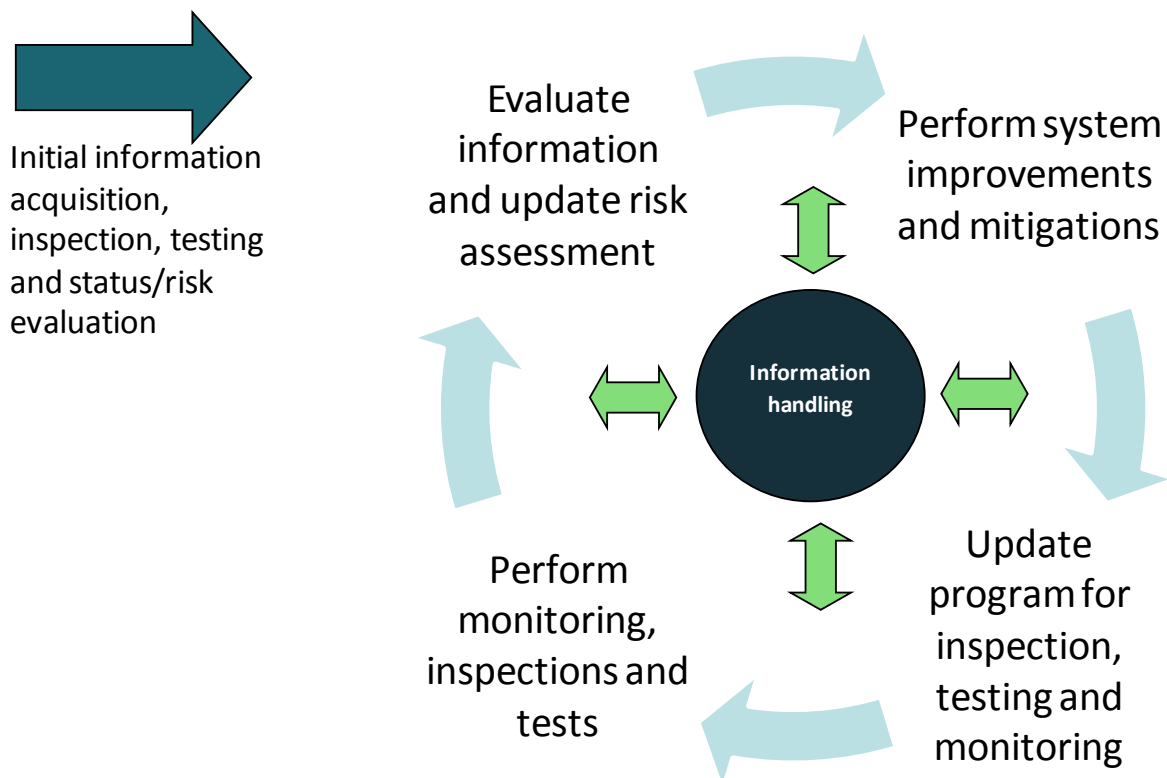 Initial information
acquisition,
inspection, testing
and status/risk
evaluation
Evaluate
information
and update risk
assessment
Perform system
improvements
and mitigations
Information
handling
Perform
monitoring,
inspections and
tests
Update
program for
inspection,
testing and
monitoring